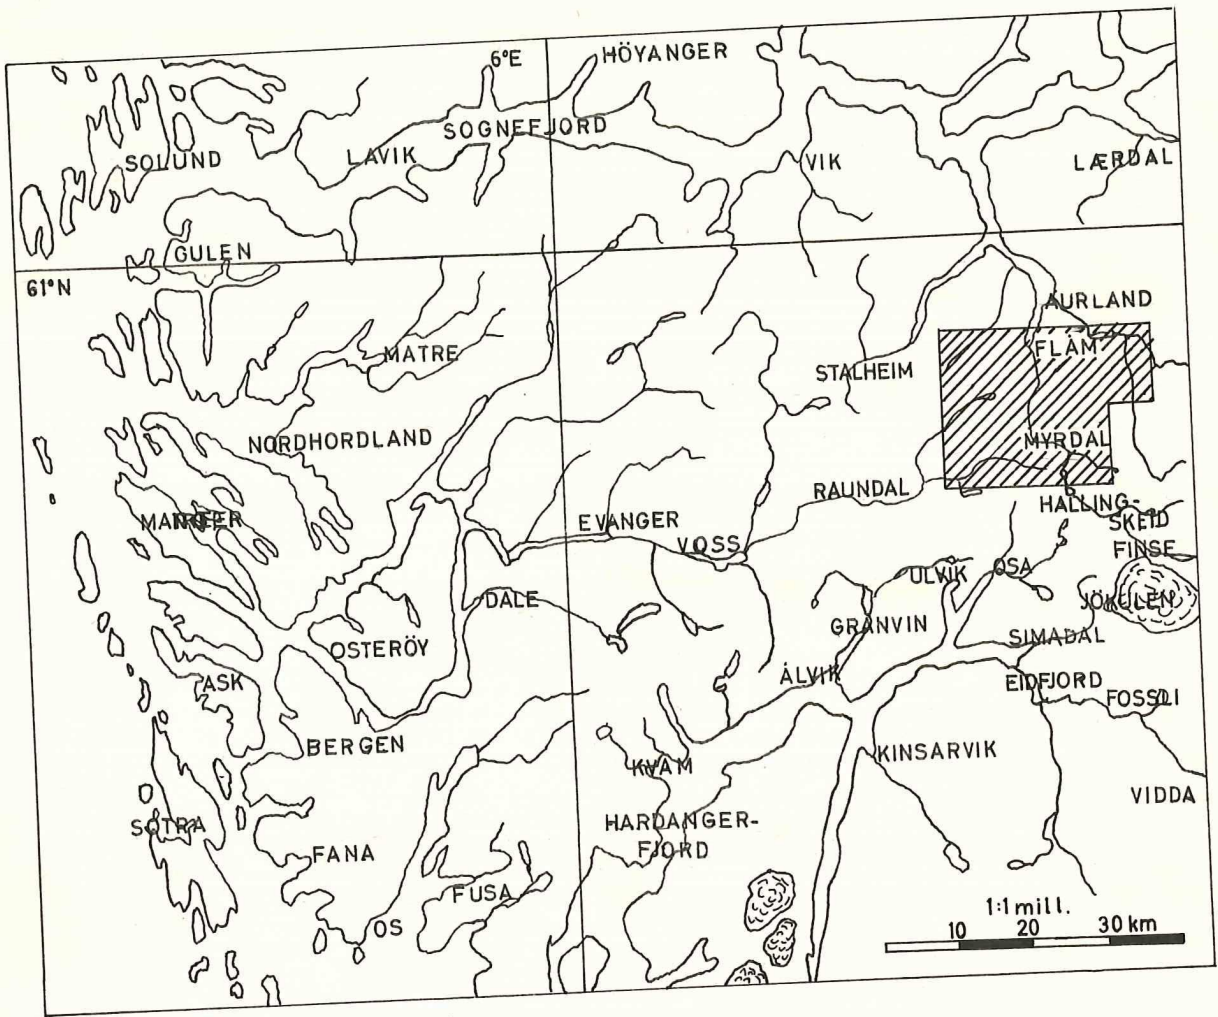 6°E
HÖYANGER
SOGNEFJORD
SOLUND
LAVIK
VIK
LÆRDAL
GULEN
61°N
AURLAND
MATRE
FLÅM
STALHEIM
NORDHORDLAND
MYRDAL
RAUNDAL
HALLING-
SKEID
EVANGER
VOSS
FINSE
ULVIK
OSA
DALE
JÖKULEN
GRANVIN
OSTERÖY
SIMADAL
ASK
ÅLVIK
EIDFJORD
FOSSLI
BERGEN
KINSARVIK
KVAM
VIDDA
SOTRA
HARDANGER-
FJORD
FANA
FUSA
OS
1:1 mill.
10 20 30 km